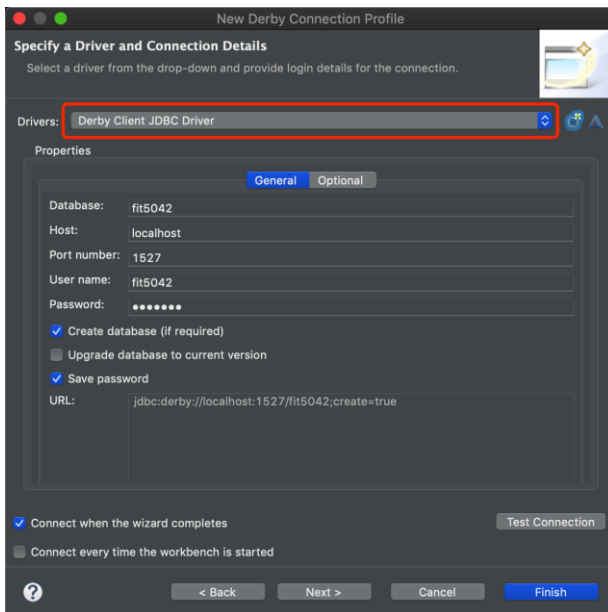 New Derby Connection Profile
Specify a Driver and Connection Details
Select a driver from the drop-down and provide login details for the connection.
Drivers: Derby Client JDBC Driver
Properties
General Optional
Database: fit5042
Host: localhost
Port number: 1527
User name: fit5042
Password: •••••••
Create database (if required)
Upgrade database to current version
Save password
URL: jdbc:derby://localhost:1527/fit5042;create=true
Connect when the wizard completes Test Connection
Connect every time the workbench is started
? < Back Next > Cancel Finish